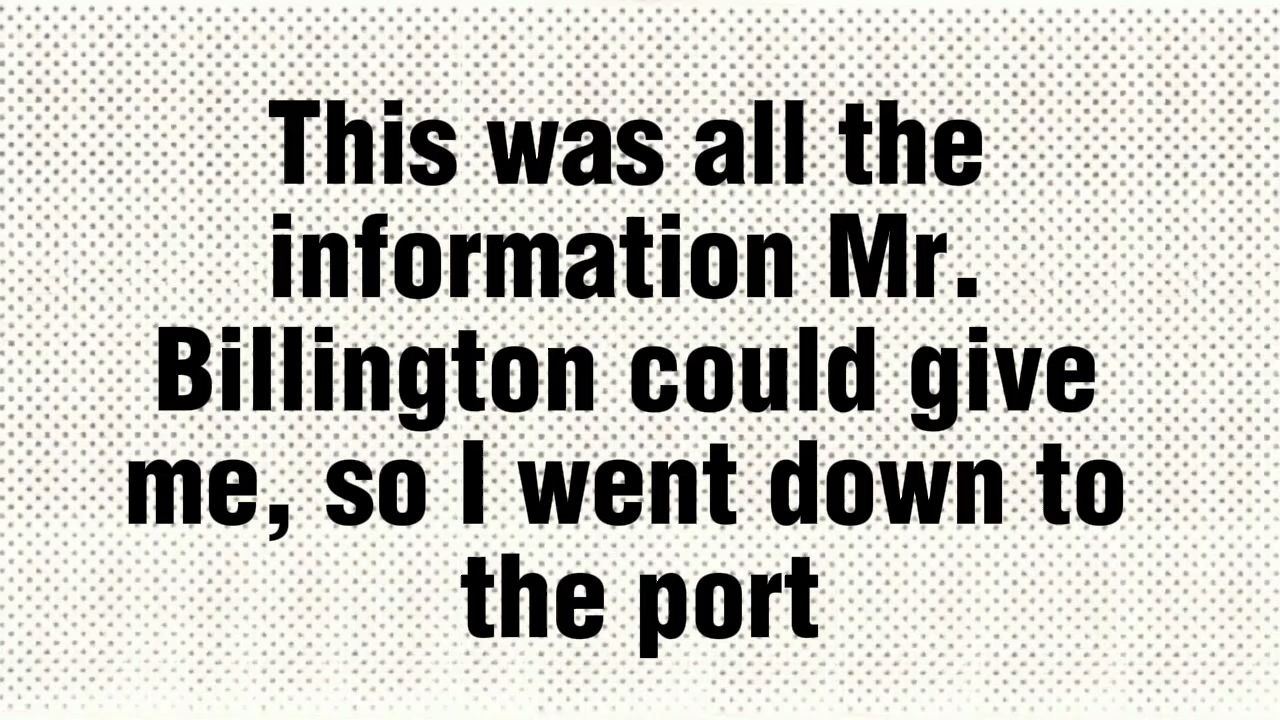 This was all the
information Mr.
Billington could give
me, so I went down to
the port